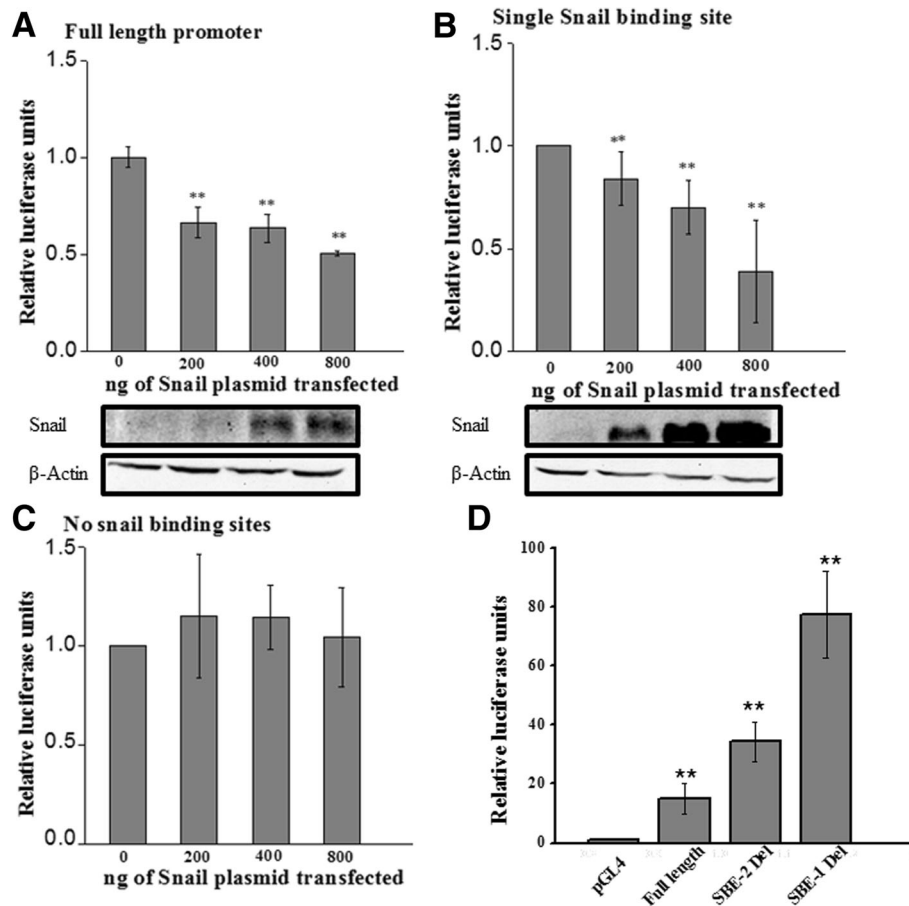 A
Full length promoter
1.5
1.0
0.5
0.0
Relative luciferase units
**
**
**
0 200 400 800
ng of Snail plasmid transfected
Snail
β-Actin
B
Single Snail binding site
1.5
1.0
0.5
0.0
Relative luciferase units
**
**
**
0 200 400 800
ng of Snail plasmid transfected
Snail
β-Actin
C
No snail binding sites
1.5
1.0
0.5
0.0
Relative luciferase units
0 200 400 800
ng of Snail plasmid transfected
D
100
80
60
40
20
0
Relative luciferase units
**
**
**
pGL4 Full length SBE-2 Del SBE-1 Del